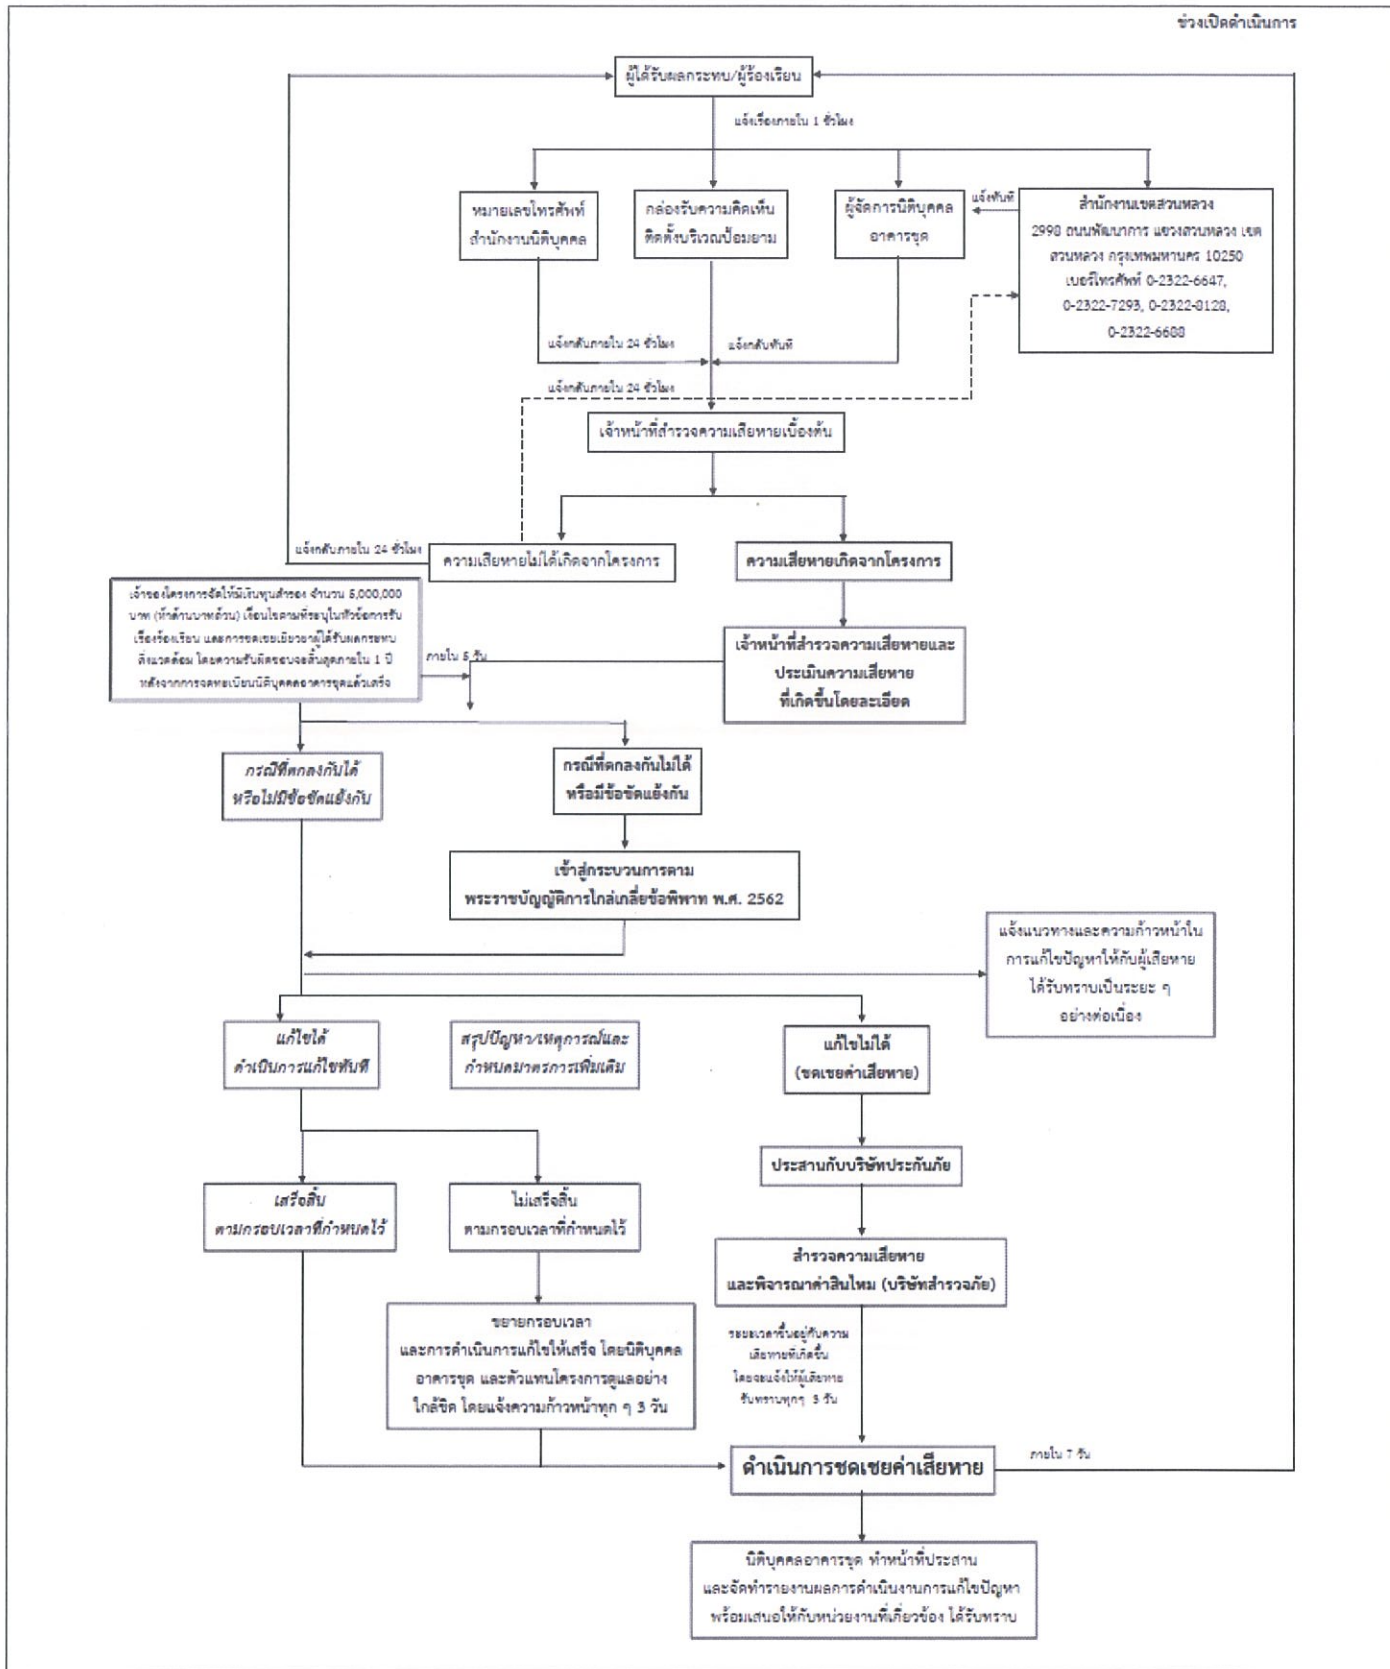 ช่วงเปิดดำเนินการ
ผู้ได้รับผลกระทบ/ผู้ร้องเรียน
แจ้งเรื่องภายใน 1 ชั่วโมง
หมายเลขโทรศัพท์
สำนักงานนิติบุคคล
กล่องรับความคิดเห็น
ติดตั้งบริเวณป้อมยาม
ผู้จัดการนิติบุคคล
อาคารชุด
แจ้งทันที
สำนักงานเขตสวนหลวง
2998 ถนนพัฒนาการ แขวงสวนหลวง เขต
สวนหลวง กรุงเทพมหานคร 10250
เบอร์โทรศัพท์ 0-2322-6647,
0-2322-7293, 0-2322-8128,
0-2322-6688
แจ้งกลับภายใน 24 ชั่วโมง
แจ้งกลับทันที
แจ้งกลับภายใน 24 ชั่วโมง
เจ้าหน้าที่สำรวจความเสียหายเบื้องต้น
แจ้งกลับภายใน 24 ชั่วโมง
ความเสียหายไม่ได้เกิดจากโครงการ
ความเสียหายเกิดจากโครงการ
เจ้าของโครงการจัดให้มีเงินทุนสำรอง จำนวน 5,000,000
บาท (ห้าล้านบาทถ้วน) เงื่อนไขตามที่ระบุในหัวข้อการรับ
เรื่องร้องเรียน และการชดเชยเยียวยาผู้ได้รับผลกระทบ
สิ่งแวดล้อม โดยความรับผิดชอบจะสิ้นสุดภายใน 1 ปี
หลังจากการจดทะเบียนนิติบุคคลอาคารชุดแล้วเสร็จ
ภายใน 5 วัน
เจ้าหน้าที่สำรวจความเสียหายและ
ประเมินความเสียหาย
ที่เกิดขึ้นโดยละเอียด
กรณีที่ตกลงกันได้
หรือไม่มีข้อขัดแย้งกัน
กรณีที่ตกลงกันไม่ได้
หรือมีข้อขัดแย้งกัน
เข้าสู่กระบวนการตาม
พระราชบัญญัติการไกล่เกลี่ยข้อพิพาท พ.ศ. 2562
แจ้งแนวทางและความก้าวหน้าใน
การแก้ไขปัญหาให้กับผู้เสียหาย
ได้รับทราบเป็นระยะ ๆ
อย่างต่อเนื่อง
แก้ไขได้
ดำเนินการแก้ไขทันที
สรุปปัญหา/เหตุการณ์และ
กำหนดมาตรการเพิ่มเติม
แก้ไขไม่ได้
(ชดเชยค่าเสียหาย)
ประสานกับบริษัทประกันภัย
เสร็จสิ้น
ตามกรอบเวลาที่กำหนดไว้
ไม่เสร็จสิ้น
ตามกรอบเวลาที่กำหนดไว้
สำรวจความเสียหาย
และพิจารณาค่าสินไหม (บริษัทสำรวจภัย)
ขยายกรอบเวลา
และการดำเนินการแก้ไขให้เสร็จ โดยนิติบุคคล
อาคารชุด และตัวแทนโครงการดูแลอย่าง
ใกล้ชิด โดยแจ้งความก้าวหน้าทุก ๆ 3 วัน
ระยะเวลาขึ้นอยู่กับความ
เสียหายที่เกิดขึ้น
โดยจะแจ้งให้ผู้เสียหาย
รับทราบทุกๆ 3 วัน
ดำเนินการชดเชยค่าเสียหาย
ภายใน 7 วัน
นิติบุคคลอาคารชุด ทำหน้าที่ประสาน
และจัดทำรายงานผลการดำเนินงานการแก้ไขปัญหา
พร้อมเสนอให้กับหน่วยงานที่เกี่ยวข้อง ได้รับทราบ